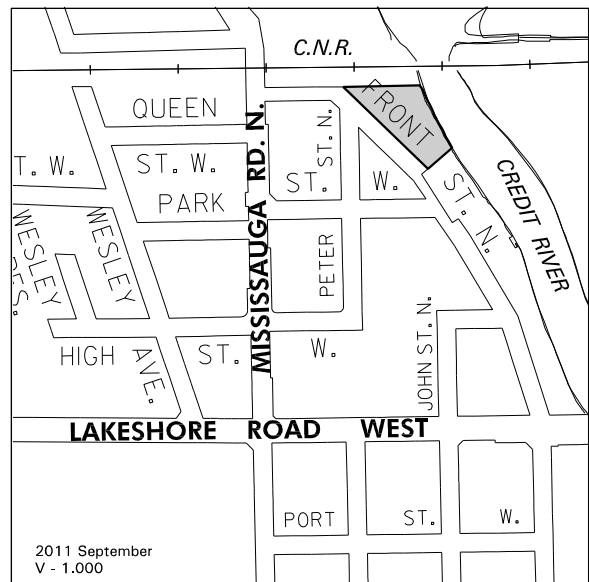 C.N.R.
QUEEN
ST. W.
FRONT
ST. N.
MISSISSAUGA RD. N.
ST. N.
T. W.
ST. W.
PARK
CREDIT RIVER
WESLEY
ES.
WESLEY
AVE.
PETER
JOHN ST. N.
HIGH ST. W.
LAKESHORE ROAD WEST
PORT ST. W.
2011 September
V - 1.000